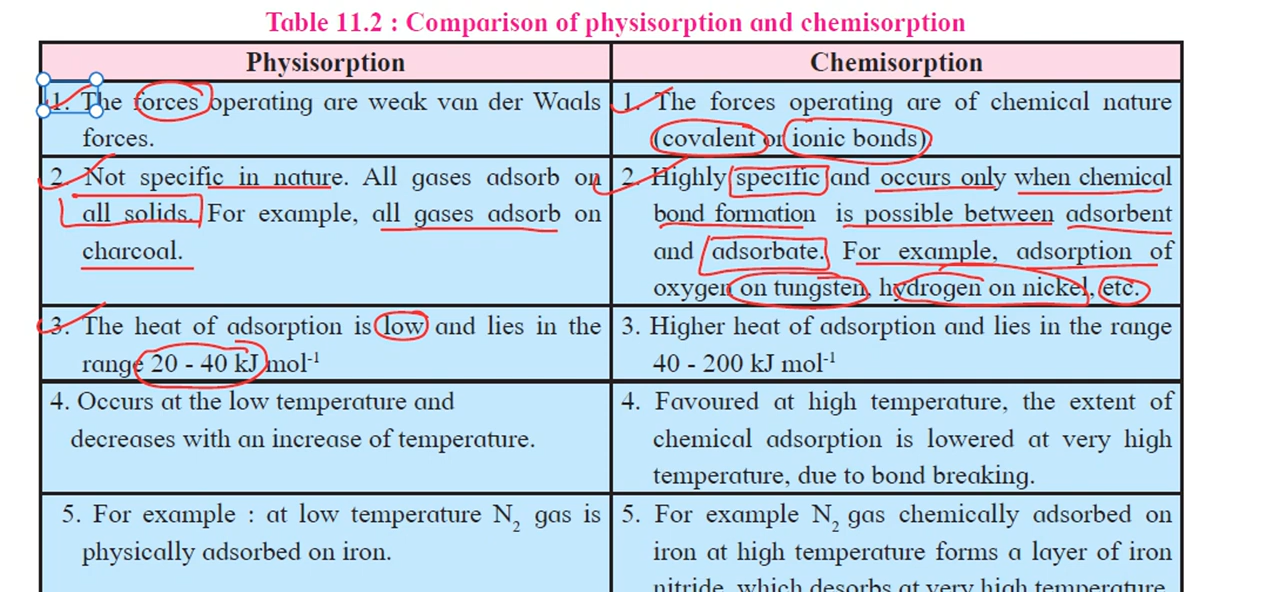 Table 11.2 : Comparison of physisorption and chemisorption
Physisorption
Chemisorption
1. The forces operating are weak van der Waals
forces.
1. The forces operating are of chemical nature
(covalent or ionic bonds).
2. Not specific in nature. All gases adsorb on
all solids. For example, all gases adsorb on
charcoal.
2. Highly specific and occurs only when chemical
bond formation is possible between adsorbent
and adsorbate. For example, adsorption of
oxygen on tungsten, hydrogen on nickel, etc.
3. The heat of adsorption is low and lies in the
range 20 - 40 kJ mol⁻¹
3. Higher heat of adsorption and lies in the range
40 - 200 kJ mol⁻¹
4. Occurs at the low temperature and
decreases with an increase of temperature.
4. Favoured at high temperature, the extent of
chemical adsorption is lowered at very high
temperature, due to bond breaking.
5. For example : at low temperature N₂ gas is
physically adsorbed on iron.
5. For example N₂ gas chemically adsorbed on
iron at high temperature forms a layer of iron
nitride, which desorbs at very high temperature.